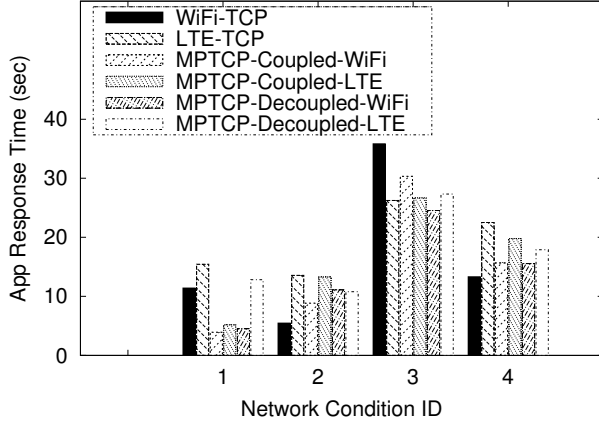 WiFi-TCP
LTE-TCP
MPTCP-Coupled-WiFi
MPTCP-Coupled-LTE
MPTCP-Decoupled-WiFi
MPTCP-Decoupled-LTE
App Response Time (sec)
40
30
20
10
0
1 2 3 4
Network Condition ID